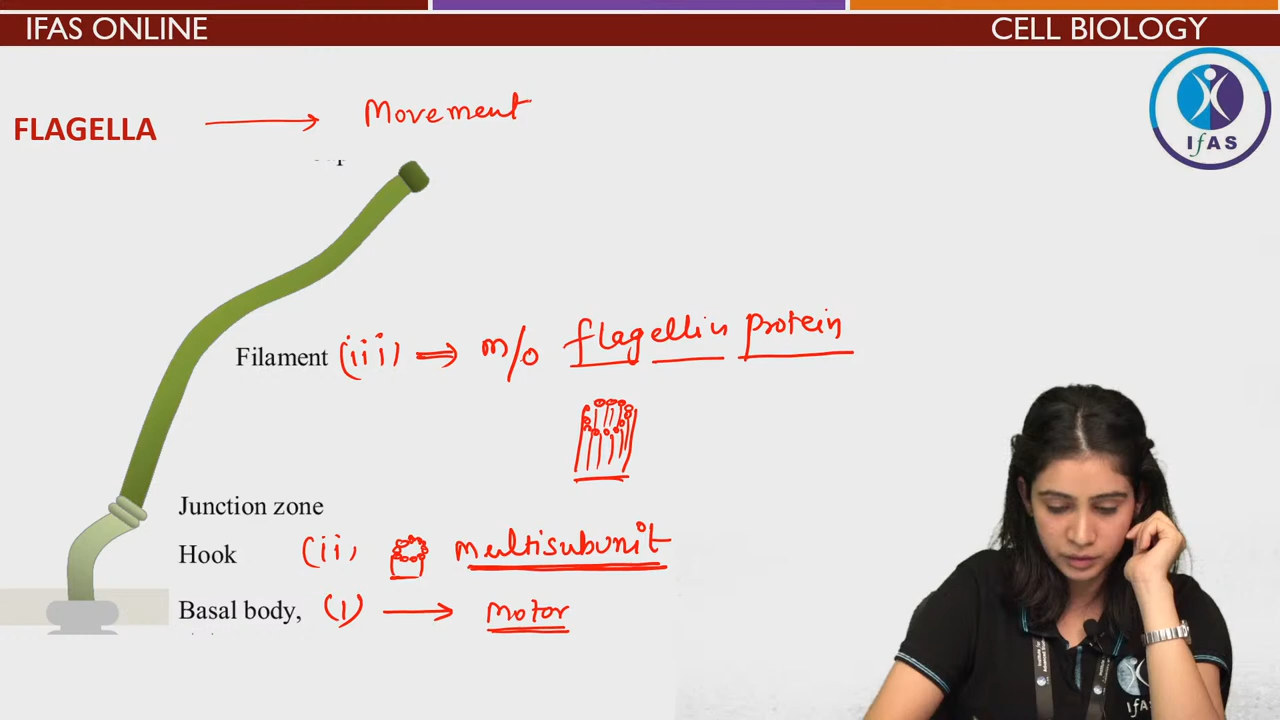 IFAS ONLINE
CELL BIOLOGY
IfAS
FLAGELLA
Movement
Filament (iii) ⇒ m/o flagellin protein
Junction zone
Hook (ii) multisubunit
Basal body, (1) → Motor
IfAS